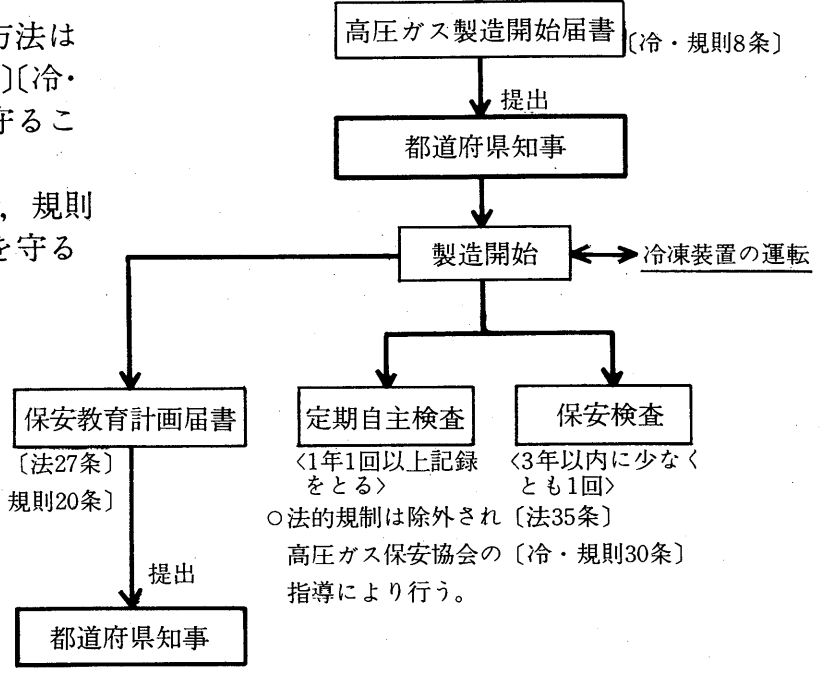 方法は
〕〔冷・
守るこ
，規則
を守る
高圧ガス製造開始届書
〔冷・規則8条〕
提出
都道府県知事
製造開始
冷凍装置の運転
保安教育計画届書
〔法27条〕
規則20条〕
提出
都道府県知事
定期自主検査
〈1年1回以上記録
をとる〉
保安検査
〈3年以内に少なく
とも1回〉
○法的規制は除外され〔法35条〕
高圧ガス保安協会の〔冷・規則30条〕
指導により行う。